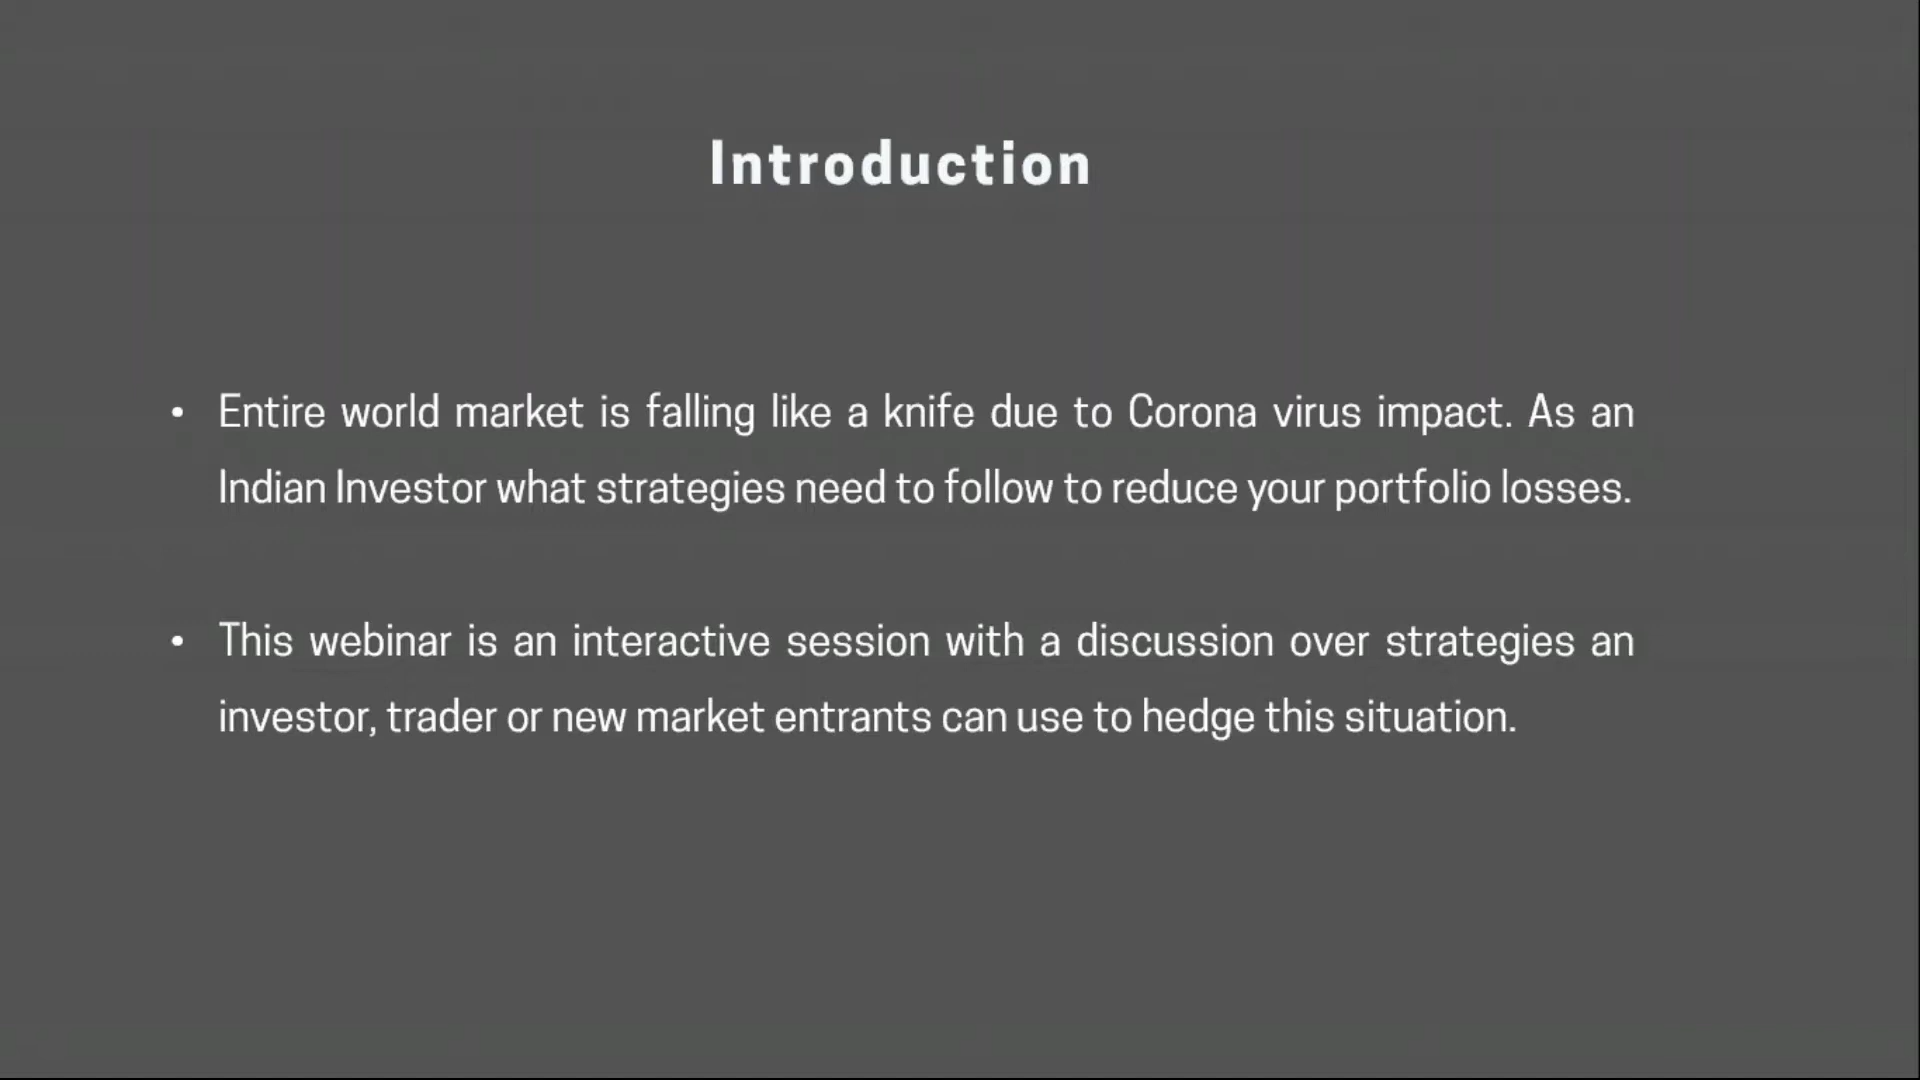 Introduction
• Entire world market is falling like a knife due to Corona virus impact. As an
Indian Investor what strategies need to follow to reduce your portfolio losses.
• This webinar is an interactive session with a discussion over strategies an
investor, trader or new market entrants can use to hedge this situation.